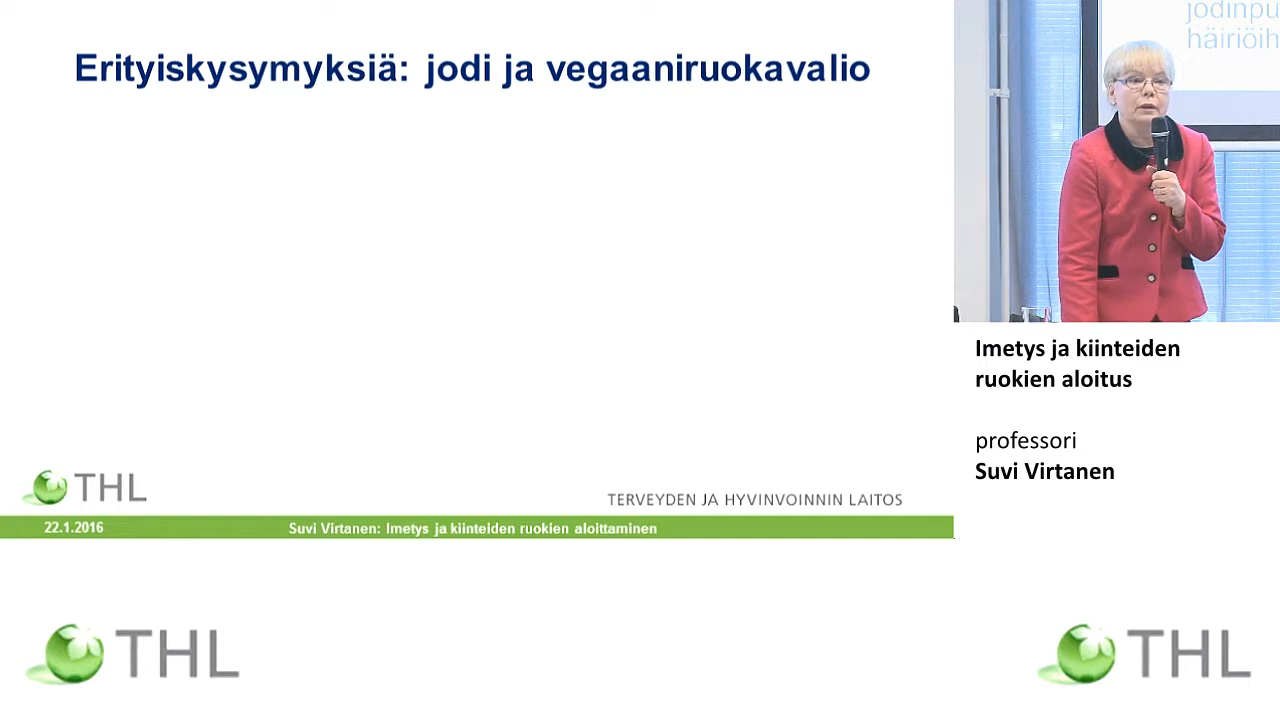 Erityiskysymyksiä: jodi ja vegaaniruokavalio
THL
TERVEYDEN JA HYVINVOINNIN LAITOS
22.1.2016
Suvi Virtanen: Imetys ja kiinteiden ruokien aloittaminen
jodinpu
häiriöih
Imetys ja kiinteiden
ruokien aloitus
professori
Suvi Virtanen
THL
THL